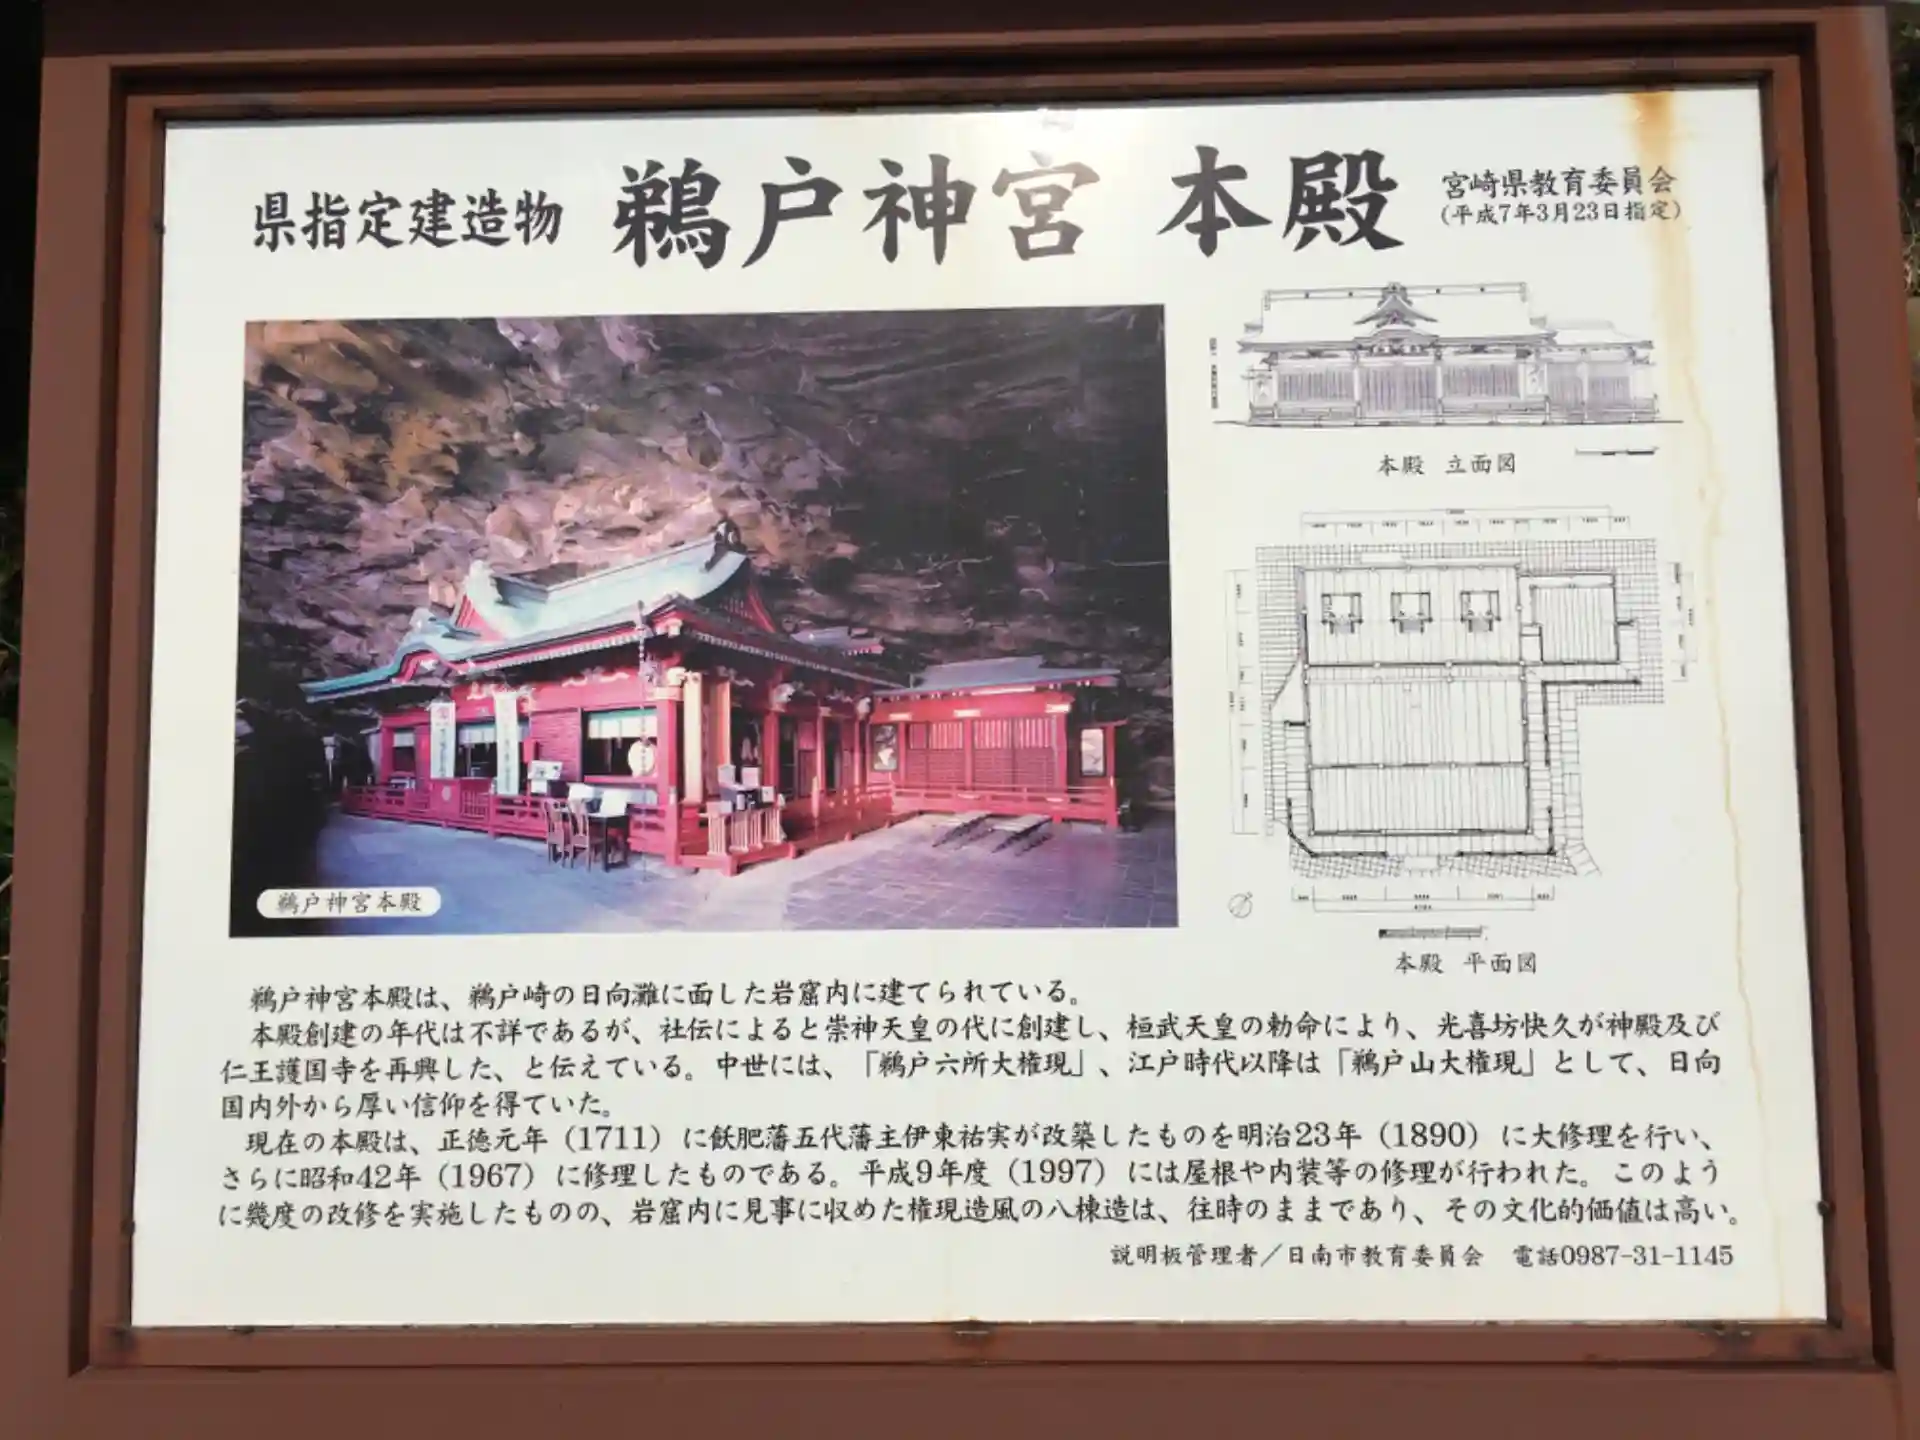 県指定建造物 鵜戸神宮 本殿
宮崎県教育委員会
(平成7年3月23日指定)
本殿 立面図
鵜戸神宮本殿
本殿 平面図
鵜戸神宮本殿は、鵜戸崎の日向灘に面した岩窟内に建てられている。
本殿創建の年代は不詳であるが、社伝によると崇神天皇の代に創建し、桓武天皇の勅命により、光喜坊快久が神殿及び
仁王護国寺を再興した、と伝えている。中世には、「鵜戸六所大権現」、江戸時代以降は「鵜戸山大権現」として、日向
国内外から厚い信仰を得ていた。
現在の本殿は、正徳元年（1711）に飫肥藩五代藩主伊東祐実が改築したものを明治23年（1890）に大修理を行い、
さらに昭和42年（1967）に修理したものである。平成9年度（1997）には屋根や内装等の修理が行われた。このよう
に幾度の改修を実施したものの、岩窟内に見事に収めた権現造風の八棟造は、往時のままであり、その文化的価値は高い。
説明板管理者／日南市教育委員会 電話0987-31-1145